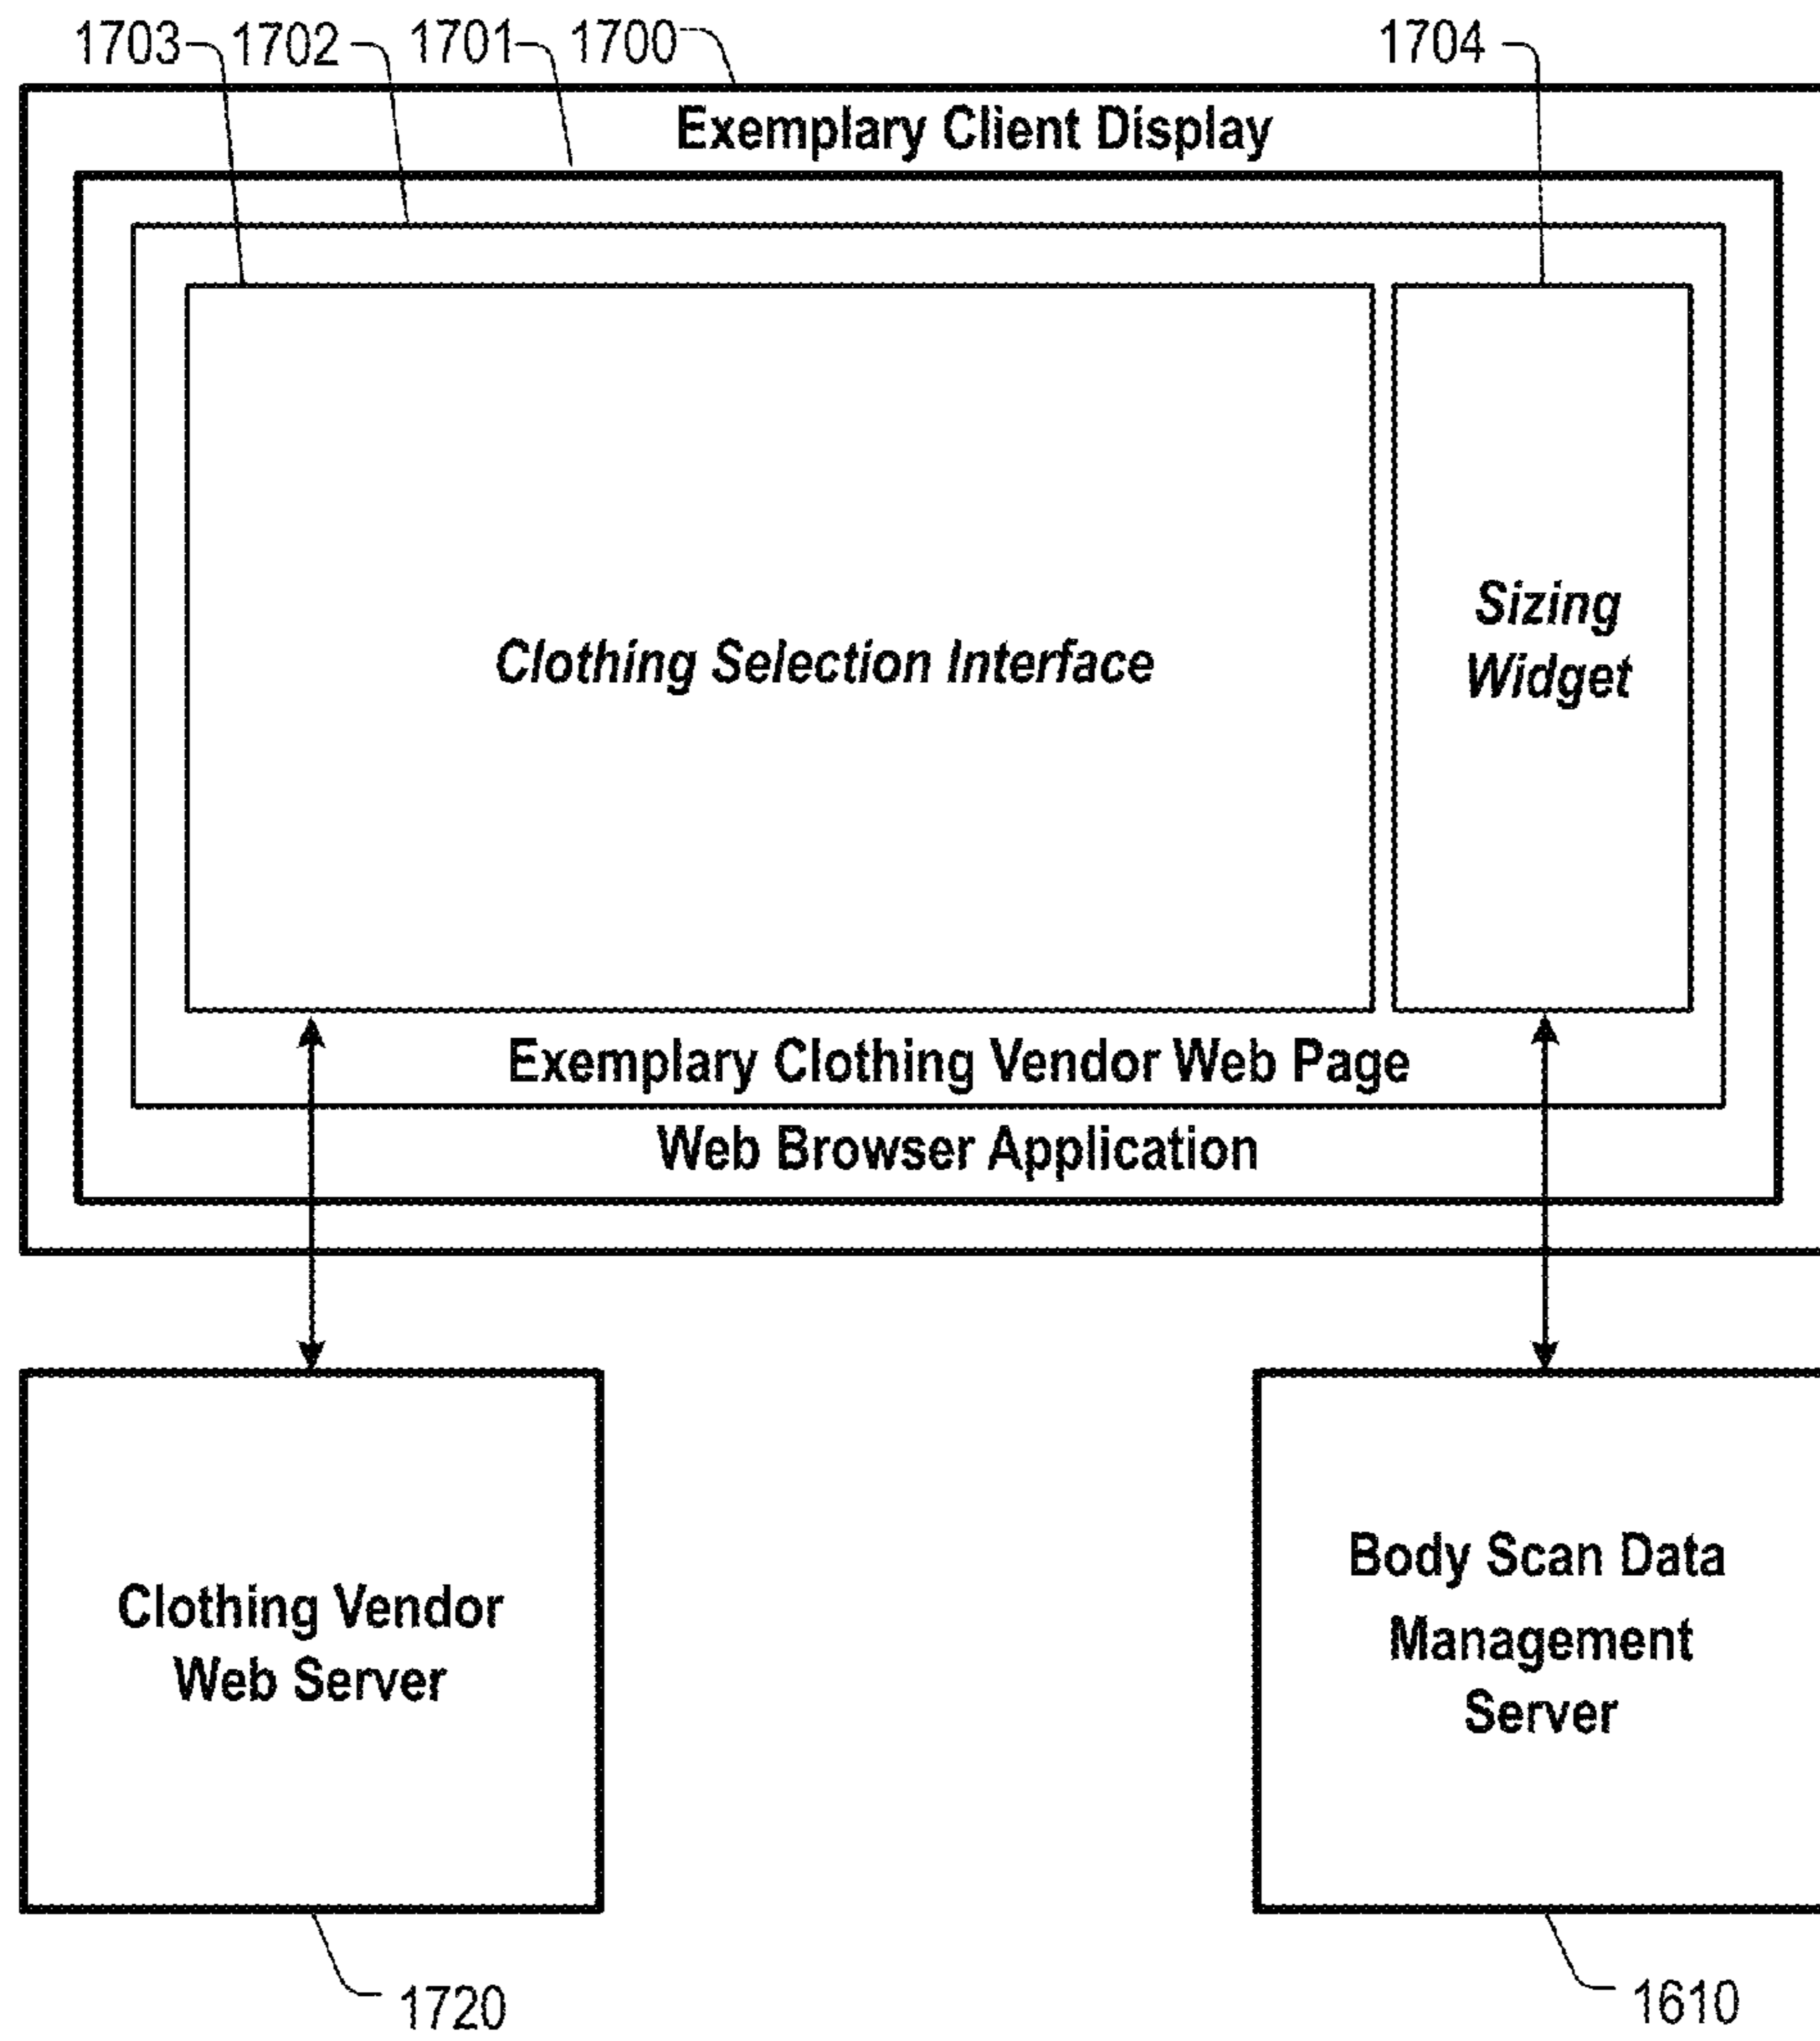 1703 1702 1701 1700 1704
Exemplary Client Display
Clothing Selection Interface
Sizing
Widget
Exemplary Clothing Vendor Web Page
Web Browser Application
Clothing Vendor
Web Server
Body Scan Data
Management
Server
1720
1610